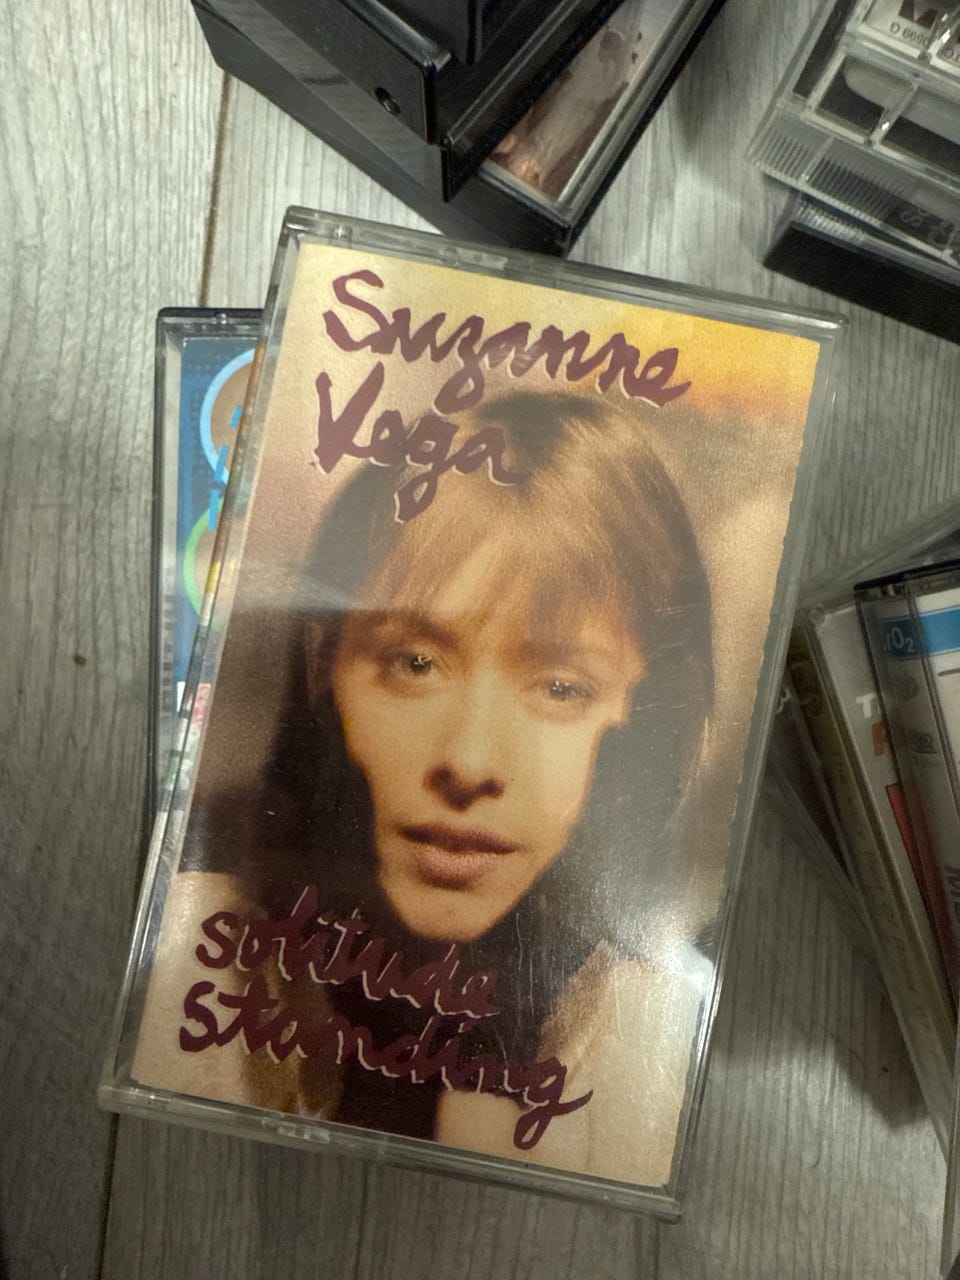 Suzanne
Vega
solitude
standing